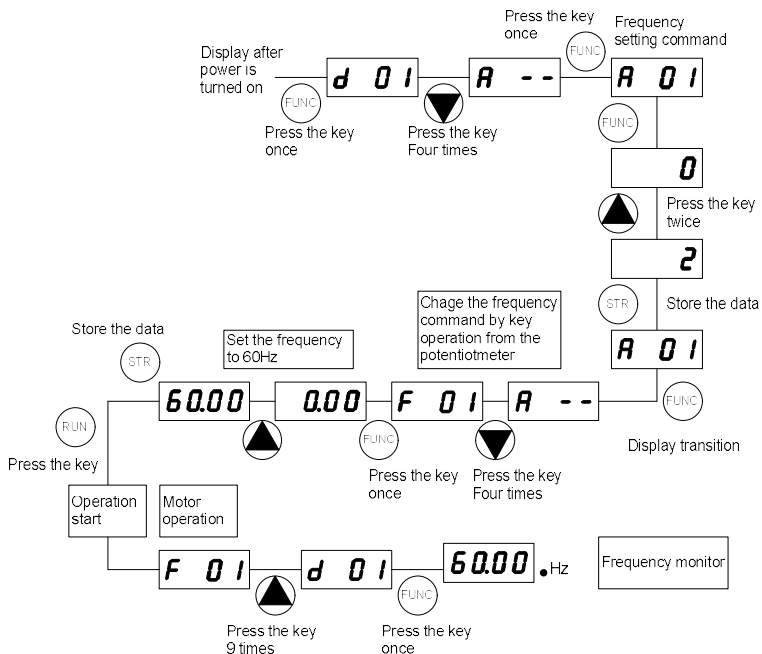 Display after
power is
turned on
FUNC
Press the key
once
d 01
Press the key
Four times
A --
Press the key
once
FUNC
Frequency
setting command
A 01
FUNC
0
Press the key
twice
2
STR
Store the data
A 01
FUNC
Display transition
Chage the frequency
command by key
operation from the
potentiotmeter
A --
Press the key
Four times
F 01
FUNC
Press the key
once
Set the frequency
to 60Hz
0.00
60.00
Store the data
STR
RUN
Press the key
Operation
start
Motor
operation
F 01
Press the key
9 times
d 01
FUNC
Press the key
once
60.00
Hz
Frequency monitor